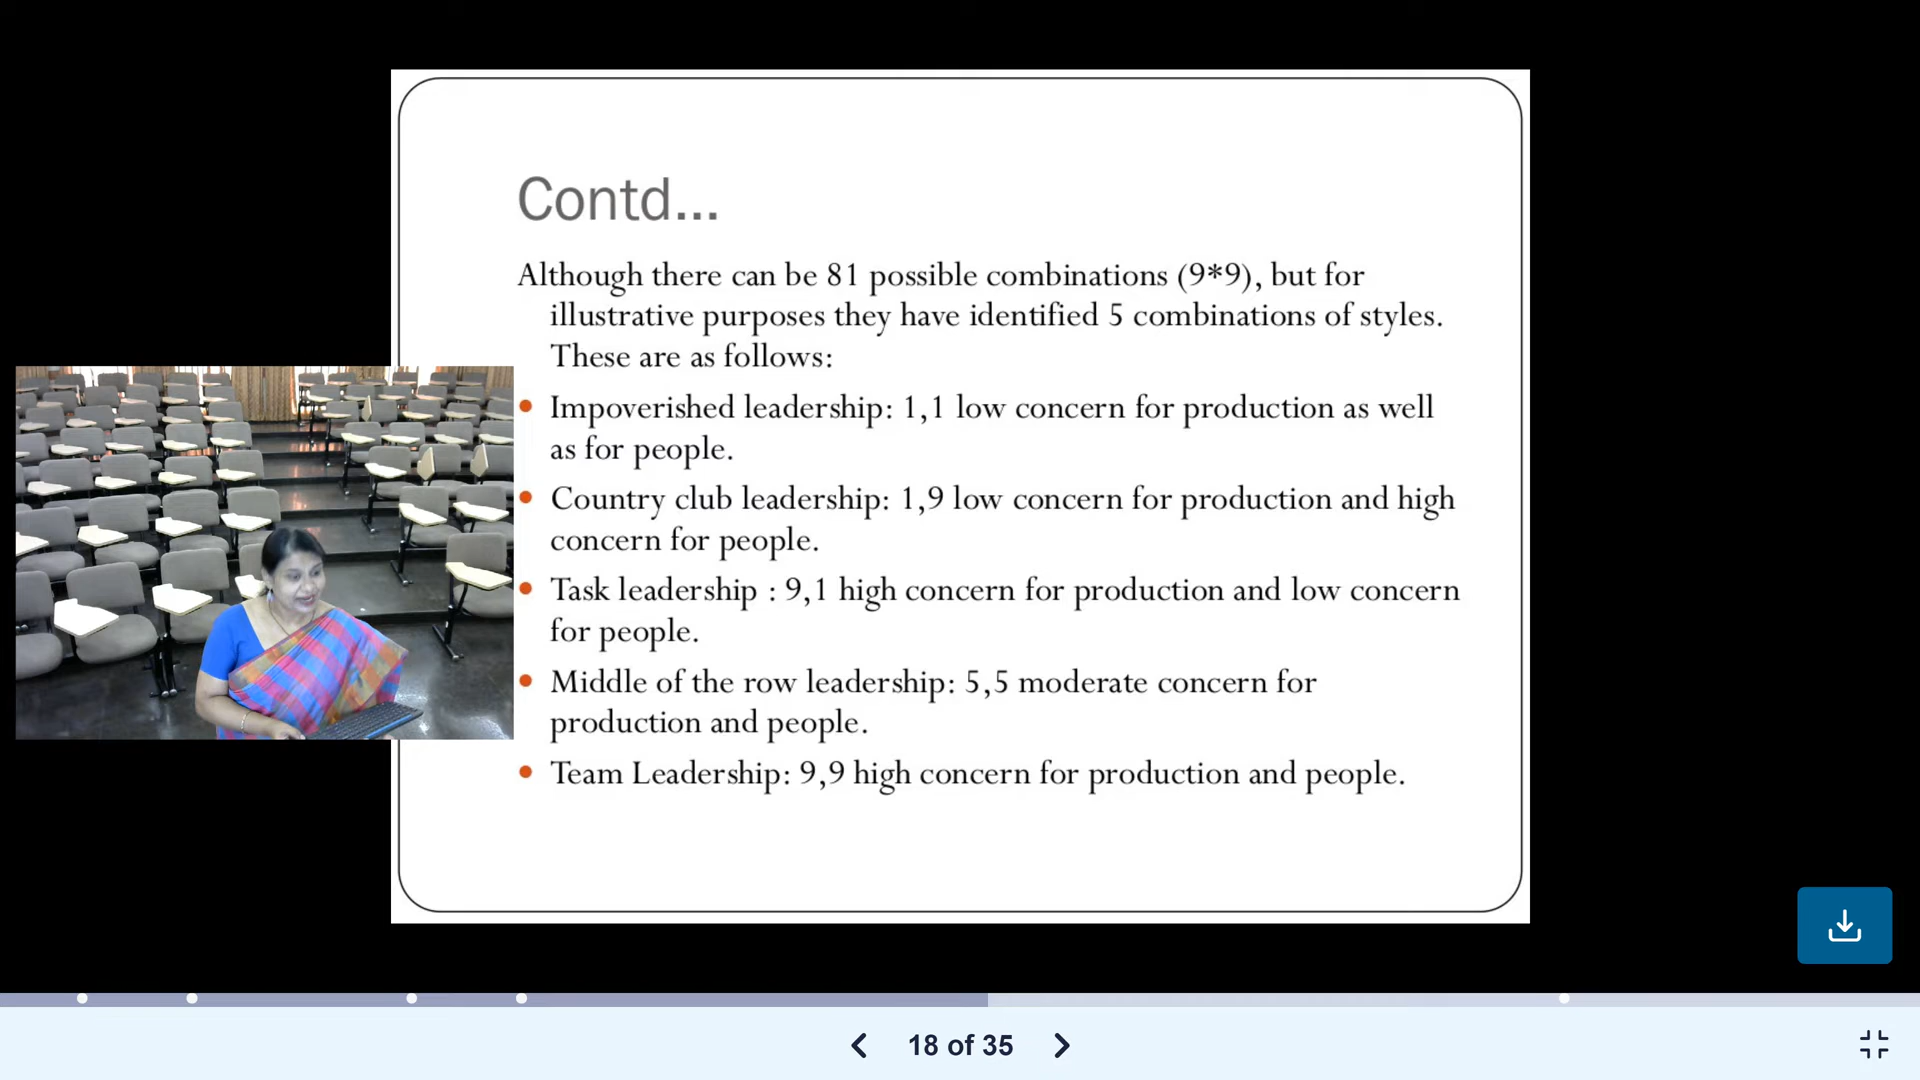 Contd...
Although there can be 81 possible combinations (9*9), but for
illustrative purposes they have identified 5 combinations of styles.
These are as follows:
• Impoverished leadership: 1,1 low concern for production as well
as for people.
• Country club leadership: 1,9 low concern for production and high
concern for people.
• Task leadership : 9,1 high concern for production and low concern
for people.
• Middle of the row leadership: 5,5 moderate concern for
production and people.
• Team Leadership: 9,9 high concern for production and people.
18 of 35